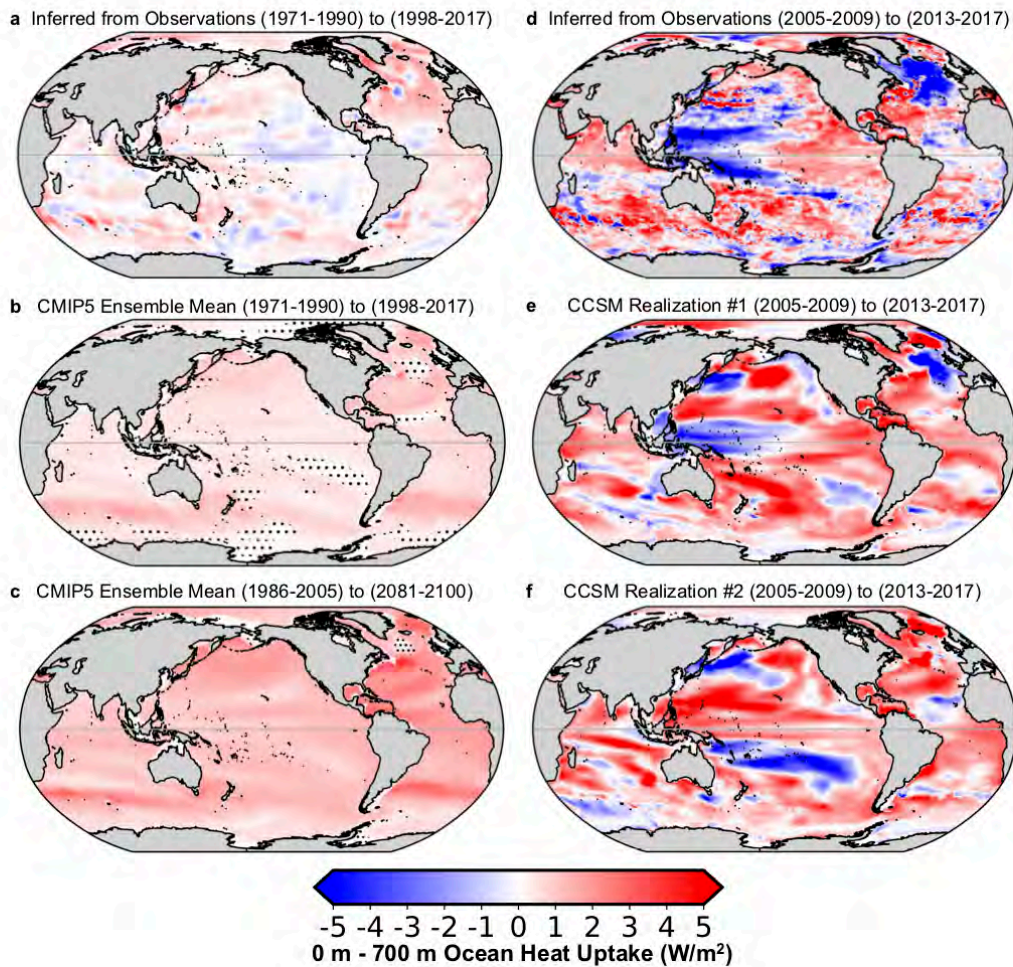 a Inferred from Observations (1971-1990) to (1998-2017)
d Inferred from Observations (2005-2009) to (2013-2017)
b CMIP5 Ensemble Mean (1971-1990) to (1998-2017)
e CCSM Realization #1 (2005-2009) to (2013-2017)
c CMIP5 Ensemble Mean (1986-2005) to (2081-2100)
f CCSM Realization #2 (2005-2009) to (2013-2017)
-5 -4 -3 -2 -1 0 1 2 3 4 5
0 m - 700 m Ocean Heat Uptake (W/m²)